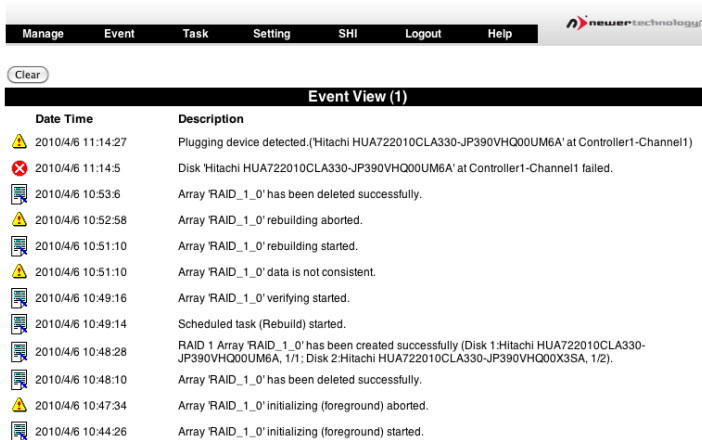 newertechnology
Manage Event Task Setting SHI Logout Help
Clear
Event View (1)
Date Time Description
2010/4/6 11:14:27 Plugging device detected.('Hitachi HUA722010CLA330-JP390VHQ00UM6A' at Controller1-Channel1)
2010/4/6 11:14:5 Disk 'Hitachi HUA722010CLA330-JP390VHQ00UM6A' at Controller1-Channel1 failed.
2010/4/6 10:53:6 Array 'RAID_1_0' has been deleted successfully.
2010/4/6 10:52:58 Array 'RAID_1_0' rebuilding aborted.
2010/4/6 10:51:10 Array 'RAID_1_0' rebuilding started.
2010/4/6 10:51:10 Array 'RAID_1_0' data is not consistent.
2010/4/6 10:49:16 Array 'RAID_1_0' verifying started.
2010/4/6 10:49:14 Scheduled task (Rebuild) started.
2010/4/6 10:48:28 RAID 1 Array 'RAID_1_0' has been created successfully (Disk 1:Hitachi HUA722010CLA330-
JP390VHQ00UM6A, 1/1; Disk 2:Hitachi HUA722010CLA330-JP390VHQ00X3SA, 1/2).
2010/4/6 10:48:10 Array 'RAID_1_0' has been deleted successfully.
2010/4/6 10:47:34 Array 'RAID_1_0' initializing (foreground) aborted.
2010/4/6 10:44:26 Array 'RAID_1_0' initializing (foreground) started.